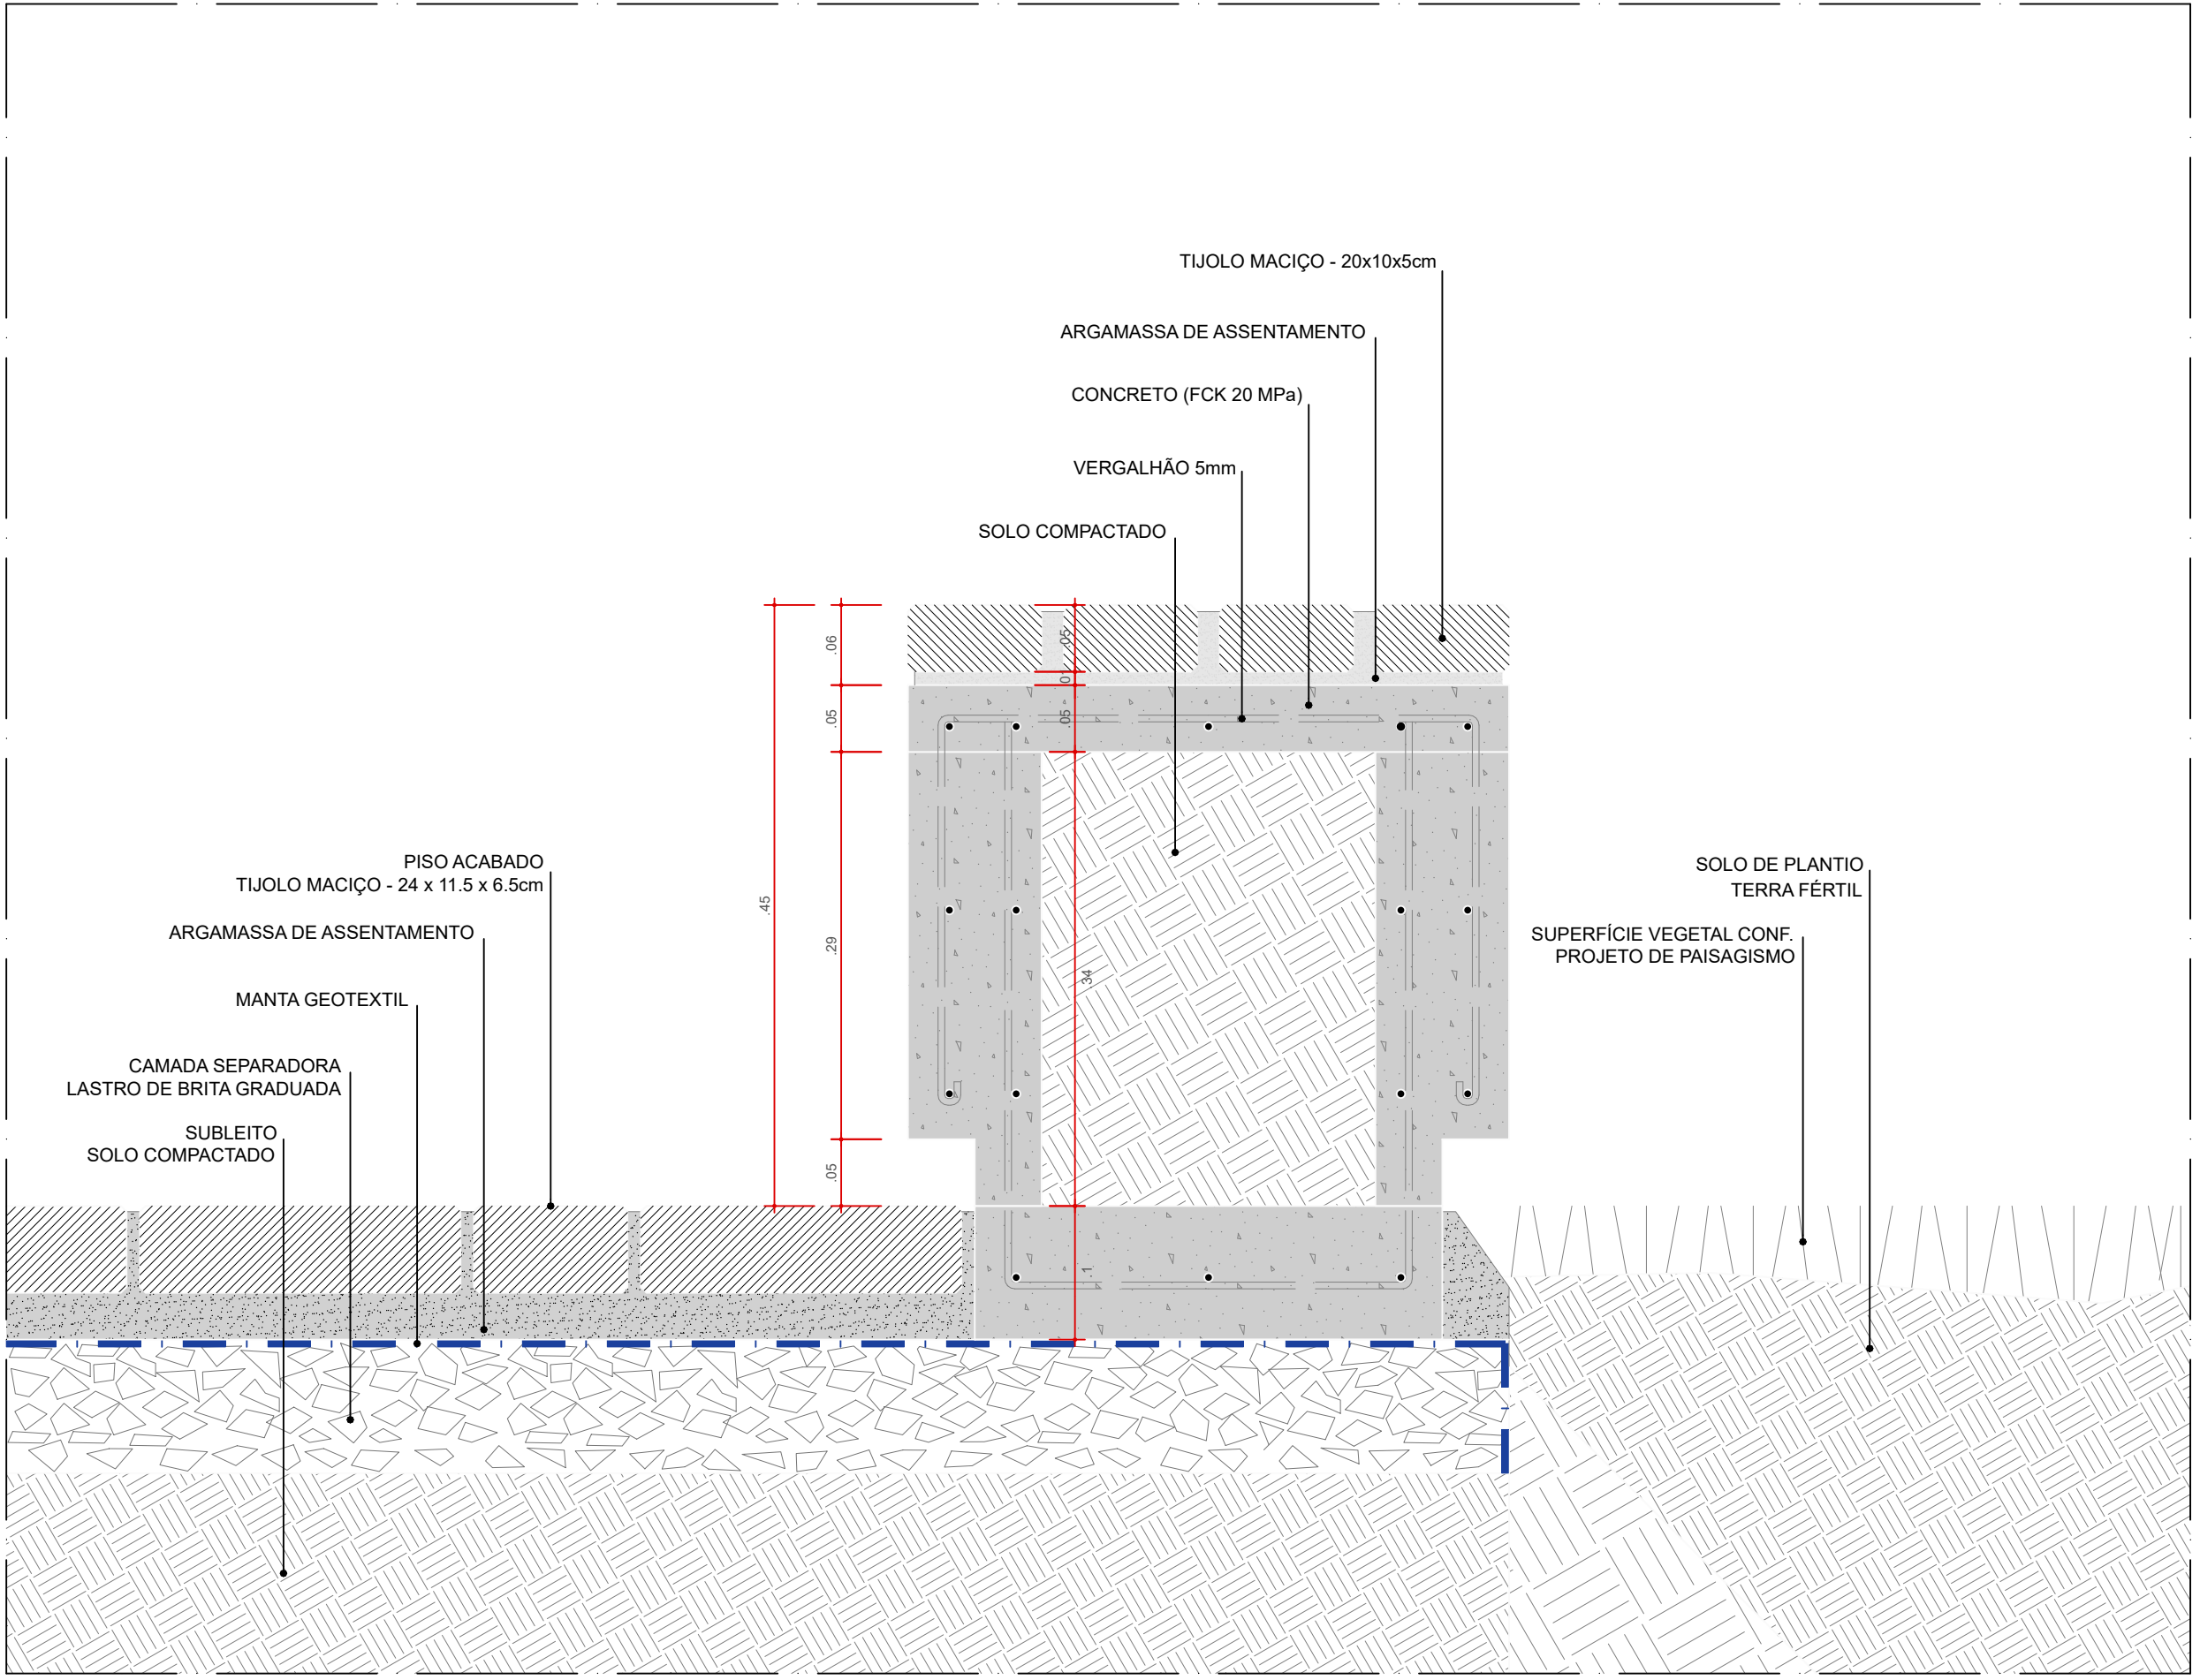 TIJOLO MACIÇO - 20x10x5cm
ARGAMASSA DE ASSENTAMENTO
CONCRETO (FCK 20 MPa)
VERGALHÃO 5mm
SOLO COMPACTADO
.06
.05
.01
.05
.05
.45
.29
.34
.05
.1
PISO ACABADO
TIJOLO MACIÇO - 24 x 11.5 x 6.5cm
ARGAMASSA DE ASSENTAMENTO
MANTA GEOTEXTIL
CAMADA SEPARADORA
LASTRO DE BRITA GRADUADA
SUBLEITO
SOLO COMPACTADO
SOLO DE PLANTIO
TERRA FÉRTIL
SUPERFÍCIE VEGETAL CONF.
PROJETO DE PAISAGISMO